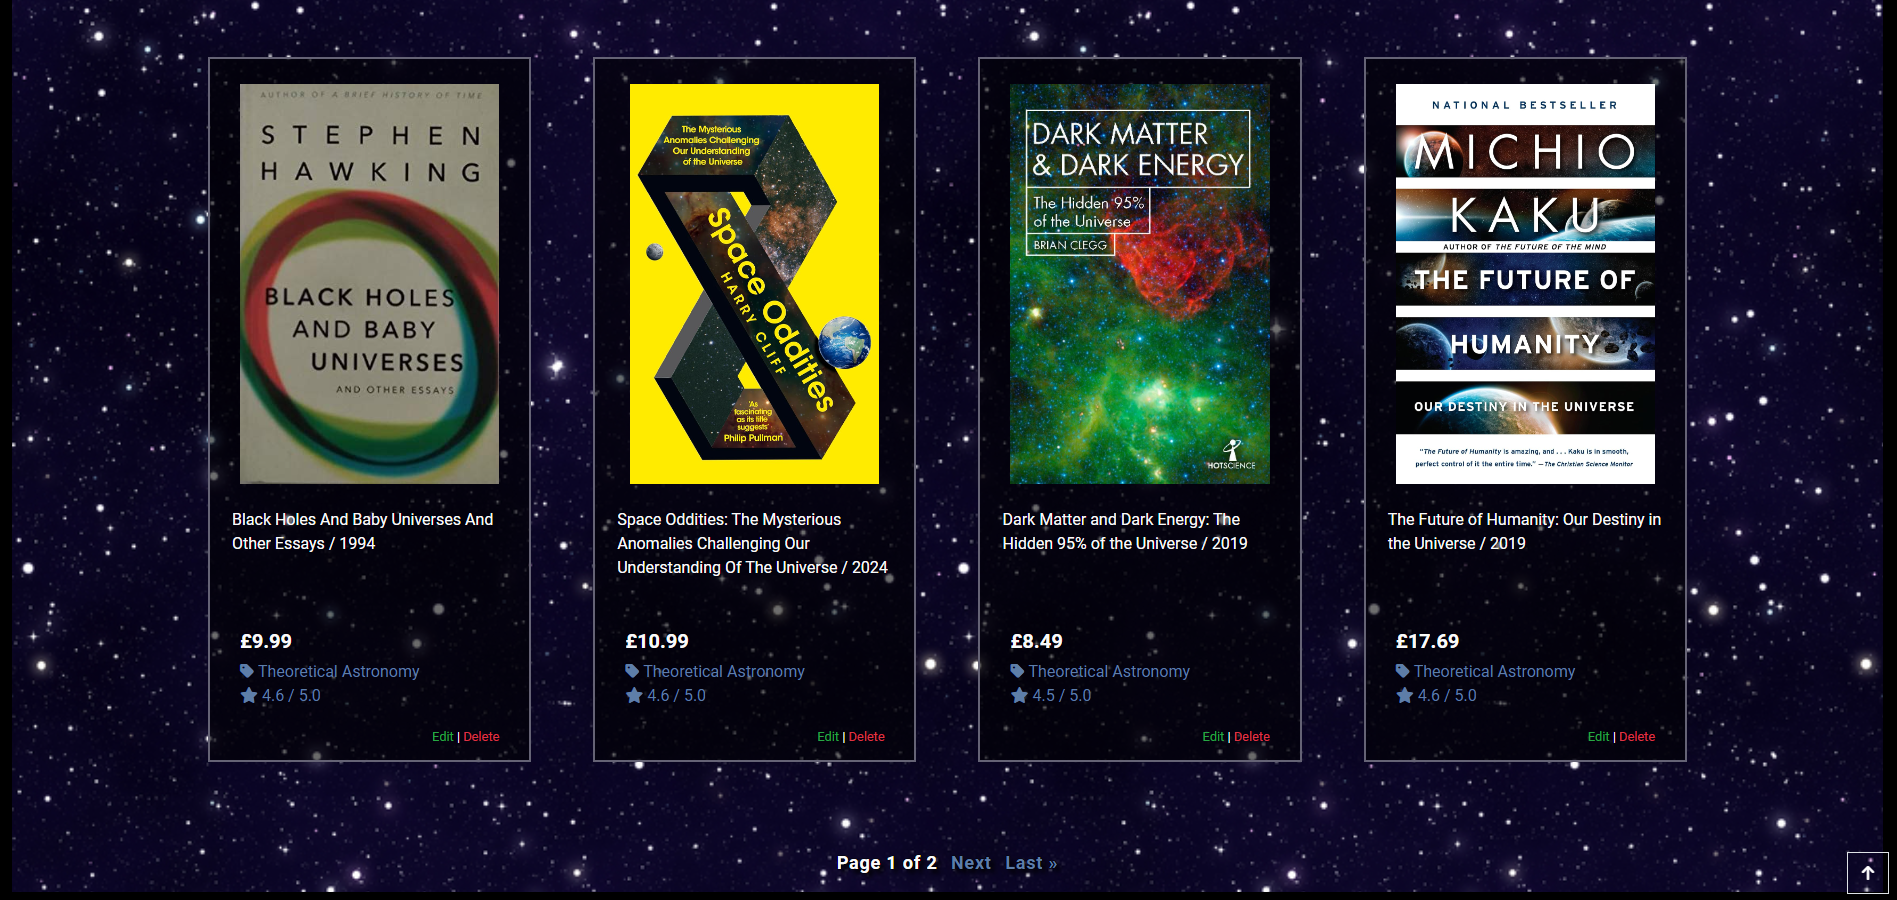 AUTHOR OF A BRIEF HISTORY OF TIME
STEPHEN
HAWKING
BLACK HOLES
AND BABY
UNIVERSES
AND OTHER ESSAYS
Black Holes And Baby Universes And
Other Essays / 1994
£9.99
Theoretical Astronomy
4.6 / 5.0
Edit | Delete
The Mysterious
Anomalies Challenging
Our Understanding
of the Universe
Space Oddities
HARRY CLIFF
'As
fascinating
as its title
suggests'
Philip Pullman
Space Oddities: The Mysterious
Anomalies Challenging Our
Understanding Of The Universe / 2024
£10.99
Theoretical Astronomy
4.6 / 5.0
Edit | Delete
DARK MATTER
& DARK ENERGY
The Hidden 95%
of the Universe
BRIAN CLEGG
HOTSCIENCE
Dark Matter and Dark Energy: The
Hidden 95% of the Universe / 2019
£8.49
Theoretical Astronomy
4.5 / 5.0
Edit | Delete
NATIONAL BESTSELLER
MICHIO
KAKU
AUTHOR OF THE FUTURE OF THE MIND
THE FUTURE OF
HUMANITY
OUR DESTINY IN THE UNIVERSE
"The Future of Humanity is amazing, and . . . Kaku is in smooth,
perfect control of it the entire time." —The Christian Science Monitor
The Future of Humanity: Our Destiny in
the Universe / 2019
£17.69
Theoretical Astronomy
4.6 / 5.0
Edit | Delete
Page 1 of 2 Next Last »